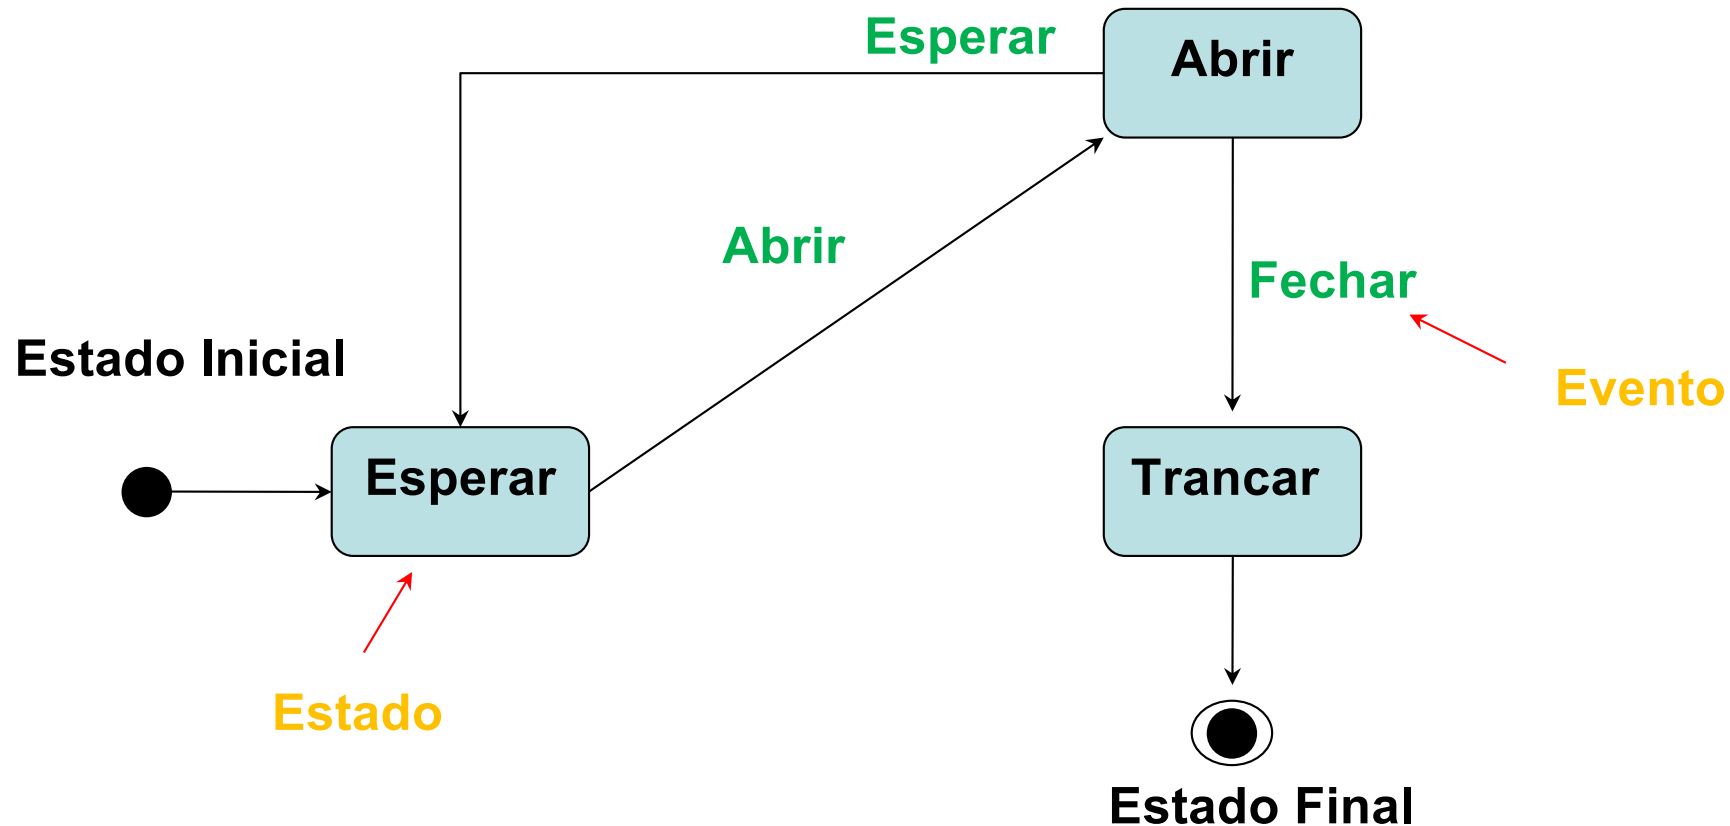 Esperar
Abrir
Abrir
Fechar
Estado Inicial
Evento
Esperar
Trancar
Estado
Estado Final